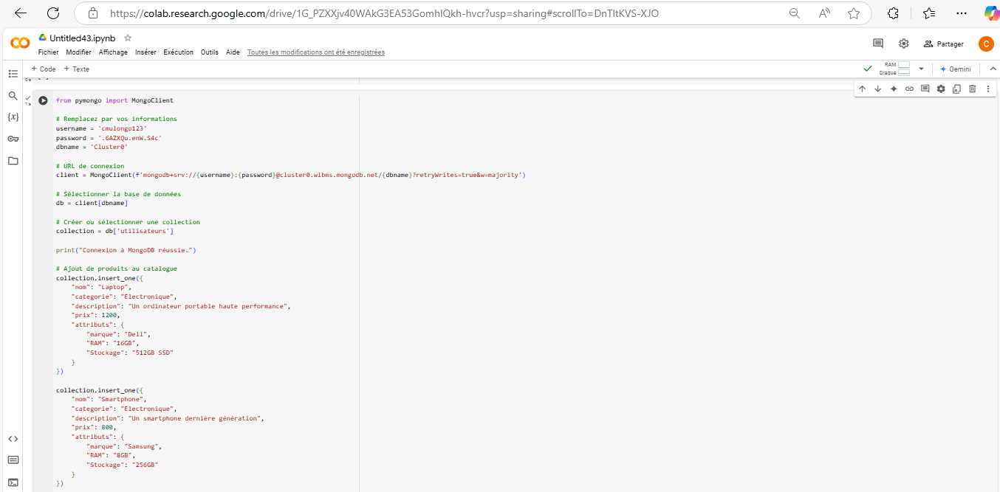 https://colab.research.google.com/drive/1G_PZXXjv40WAkG3EA53GomhIQkh-hvcr?usp=sharing#scrollTo=DnTItKVS-XJO
Untitled43.ipynb
Fichier Modifier Affichage Insérer Exécution Outils Aide Toutes les modifications ont été enregistrées
Partager
C
+ Code + Texte
RAM
Disque
Gemini
0 s
1 s
from pymongo import MongoClient
# Remplacez par vos informations
username = 'cmulongo123'
password = '.6AZXQu.enW.S4c'
dbname = 'Cluster0'
# URL de connexion
client = MongoClient(f'mongodb+srv://{username}:{password}@cluster0.wlbms.mongodb.net/{dbname}?retryWrites=true&w=majority')
# Sélectionner la base de données
db = client[dbname]
# Créer ou sélectionner une collection
collection = db['utilisateurs']
print("Connexion à MongoDB réussie.")
# Ajout de produits au catalogue
collection.insert_one({
"nom": "Laptop",
"categorie": "Électronique",
"description": "Un ordinateur portable haute performance",
"prix": 1200,
"attributs": {
"marque": "Dell",
"RAM": "16GB",
"Stockage": "512GB SSD"
}
})
collection.insert_one({
"nom": "Smartphone",
"categorie": "Électronique",
"description": "Un smartphone dernière génération",
"prix": 800,
"attributs": {
"marque": "Samsung",
"RAM": "8GB",
"Stockage": "256GB"
}
})